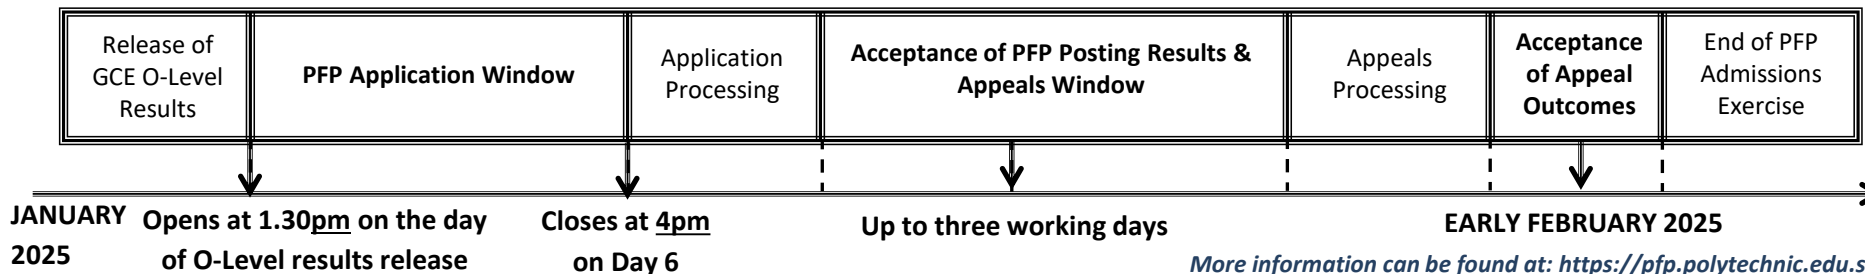 Release of
GCE O-Level
Results
PFP Application Window
Application
Processing
Acceptance of PFP Posting Results &
Appeals Window
Appeals
Processing
Acceptance
of Appeal
Outcomes
End of PFP
Admissions
Exercise
JANUARY
2025
Opens at 1.30pm on the day
of O-Level results release
Closes at 4pm
on Day 6
Up to three working days
EARLY FEBRUARY 2025
More information can be found at: https://pfp.polytechnic.edu.s